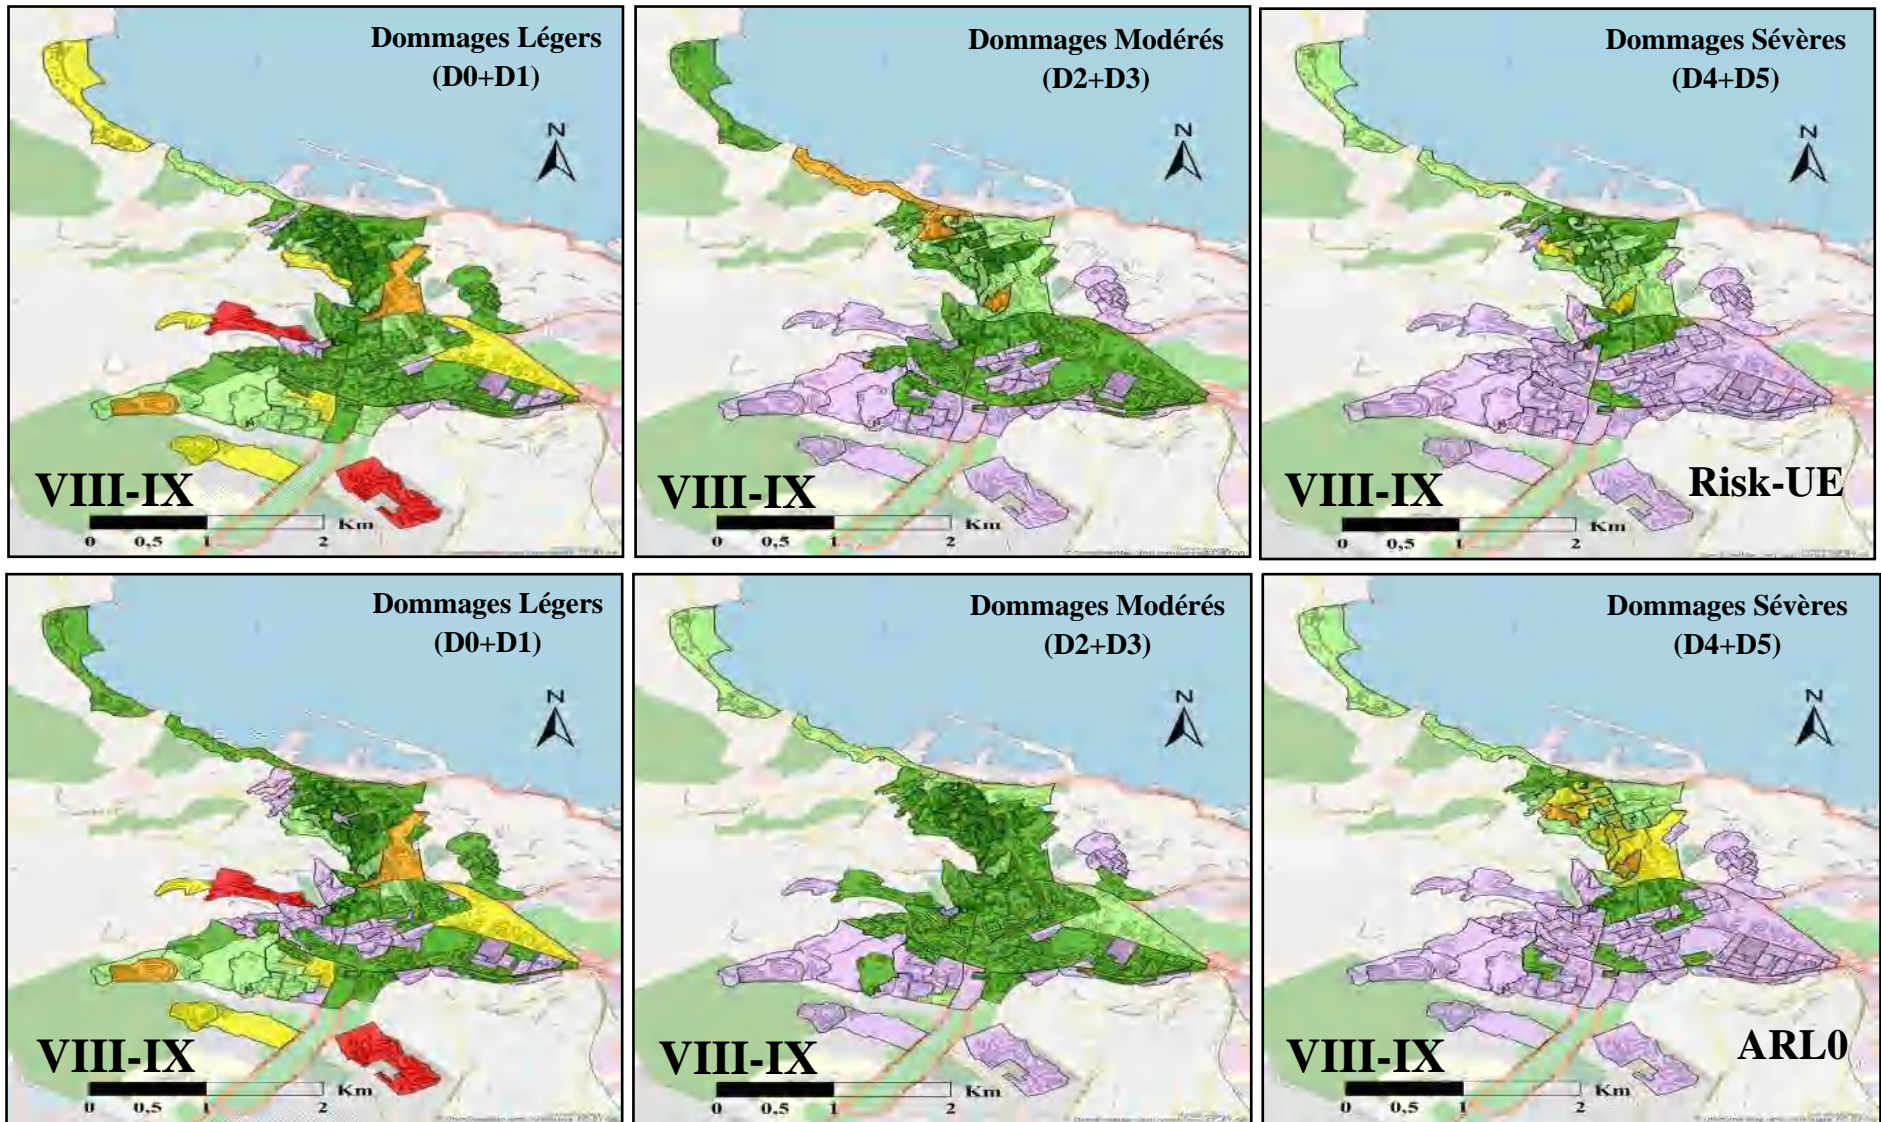 Dommages Légers
(D0+D1)
N
VIII-IX
Km
0 0,5 1 2
Dommages Modérés
(D2+D3)
N
VIII-IX
Km
0 0,5 1 2
Dommages Sévères
(D4+D5)
N
VIII-IX
Risk-UE
Km
0 0,5 1 2
Dommages Légers
(D0+D1)
N
VIII-IX
Km
0 0,5 1 2
Dommages Modérés
(D2+D3)
N
VIII-IX
Km
0 0,5 1 2
Dommages Sévères
(D4+D5)
N
VIII-IX
ARL0
Km
0 0,5 1 2